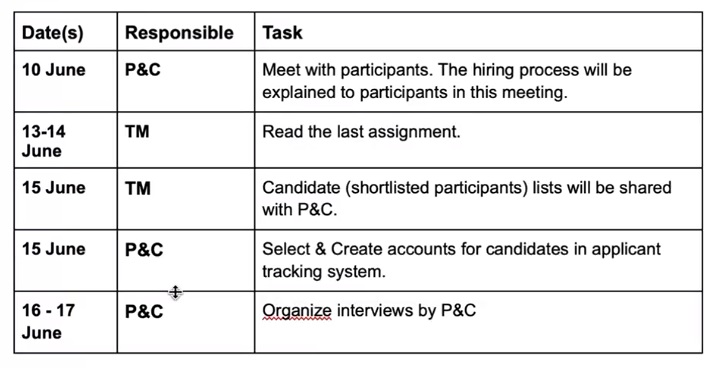 Date(s) Responsible Task
10 June P&C Meet with participants. The hiring process will be
explained to participants in this meeting.
13-14 TM Read the last assignment.
June
15 June TM Candidate (shortlisted participants) lists will be shared
with P&C.
15 June P&C Select & Create accounts for candidates in applicant
tracking system.
16 - 17 P&C Organize interviews by P&C
June